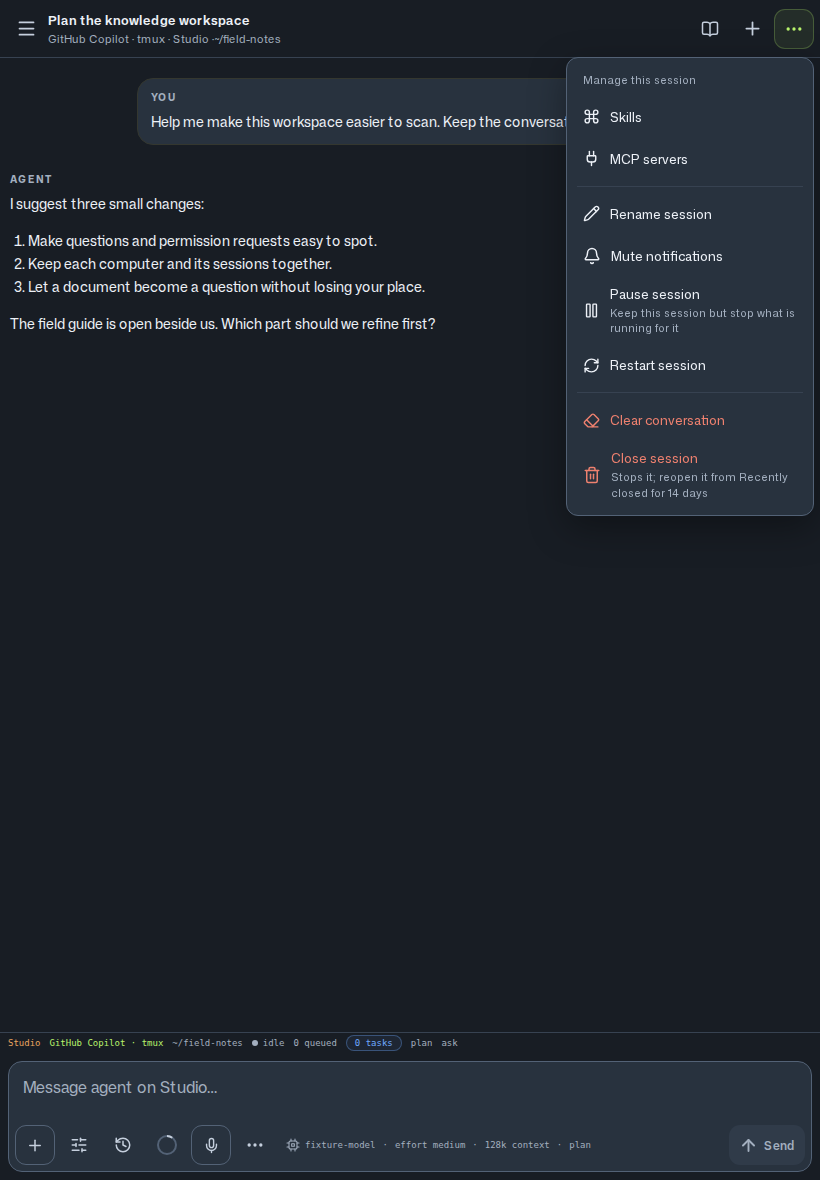 Plan the knowledge workspace
GitHub Copilot · tmux · Studio ·~/field-notes
Manage this session
Skills
MCP servers
Rename session
Mute notifications
Pause session
Keep this session but stop what is
running for it
Restart session
Clear conversation
Close session
Stops it; reopen it from Recently
closed for 14 days
YOU
Help me make this workspace easier to scan. Keep the
AGENT
I suggest three small changes:
1. Make questions and permission requests easy to spot.
2. Keep each computer and its sessions together.
3. Let a document become a question without losing your place.
The field guide is open beside us. Which part should we refine first?
Studio GitHub Copilot · tmux ~/field-notes idle 0 queued 0 tasks plan ask
Message agent on Studio...
fixture-model · effort medium · 128k context · plan
Send